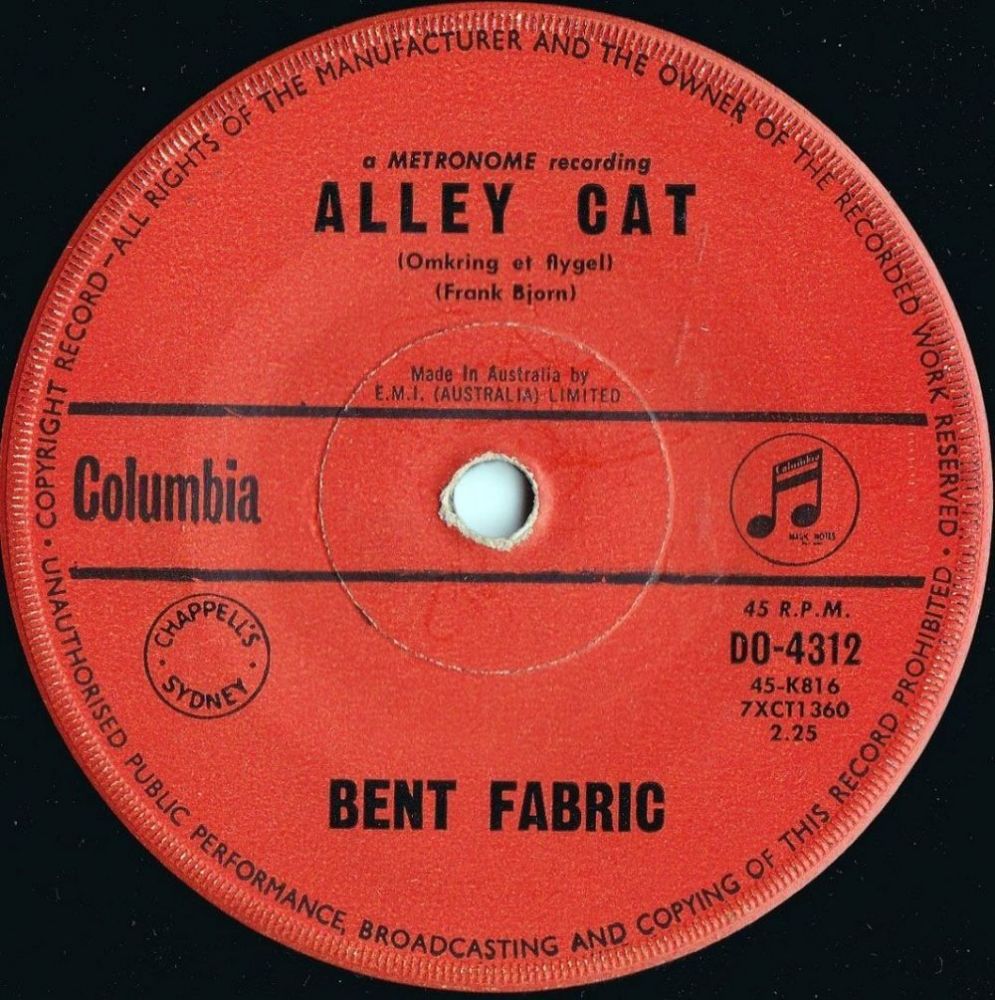 COPYRIGHT RECORD-ALL RIGHTS OF THE MANUFACTURER AND THE OWNER OF THE RECORDED WORK RESERVED · UNAUTHORISED PUBLIC PERFORMANCE, BROADCASTING AND COPYING OF THIS RECORD PROHIBITED ·
a METRONOME recording
ALLEY CAT
(Omkring et flygel)
(Frank Bjorn)
Made In Australia by
E.M.I. (AUSTRALIA) LIMITED
Columbia
Columbia
MAGIC NOTES
CHAPPELL'S
· SYDNEY ·
45 R.P.M.
DO-4312
45-K816
7XCT1360
2.25
BENT FABRIC